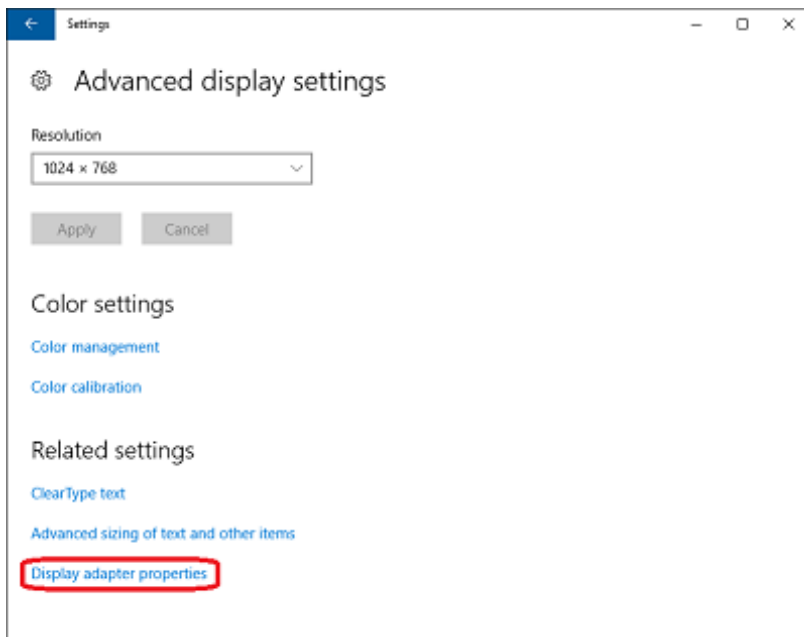 Settings
Advanced display settings
Resolution
1024 × 768
Apply Cancel
Color settings
Color management
Color calibration
Related settings
ClearType text
Advanced sizing of text and other items
Display adapter properties